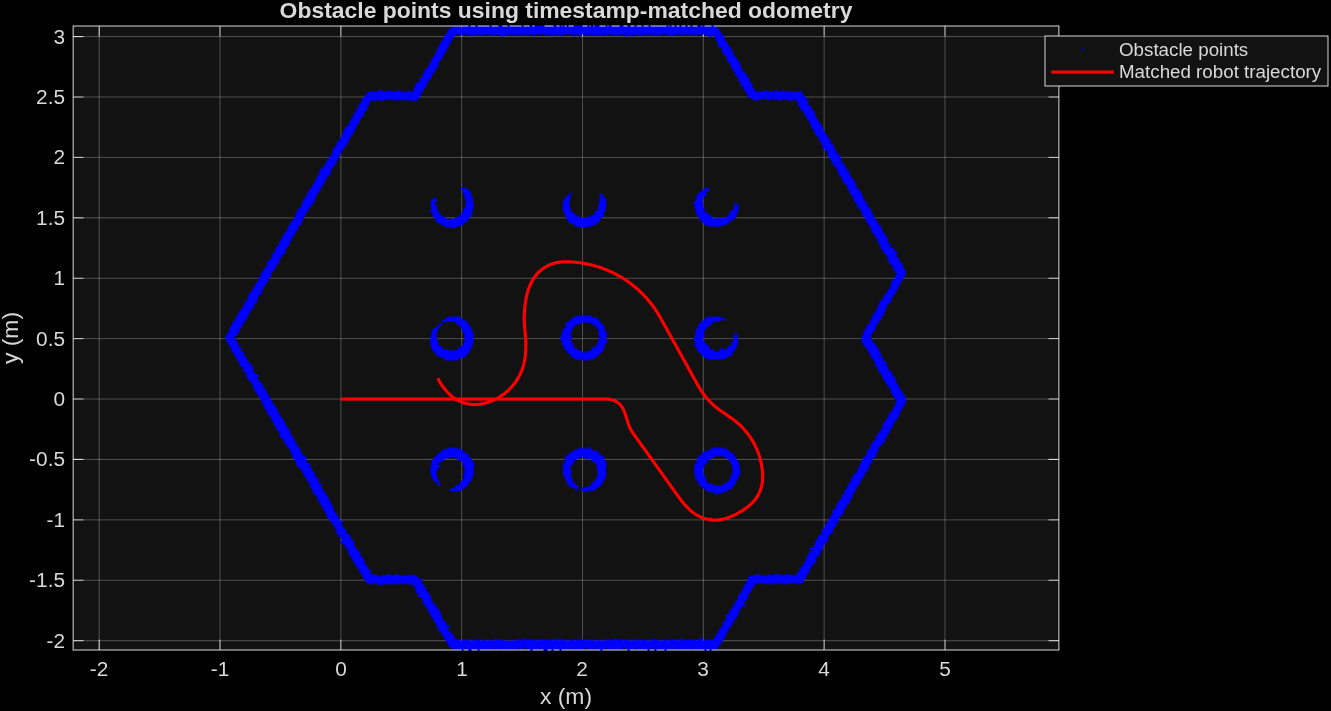 Obstacle points using timestamp-matched odometry
Obstacle points
Matched robot trajectory
3
2.5
2
1.5
1
0.5
0
-0.5
-1
-1.5
-2
y (m)
-2 -1 0 1 2 3 4 5
x (m)